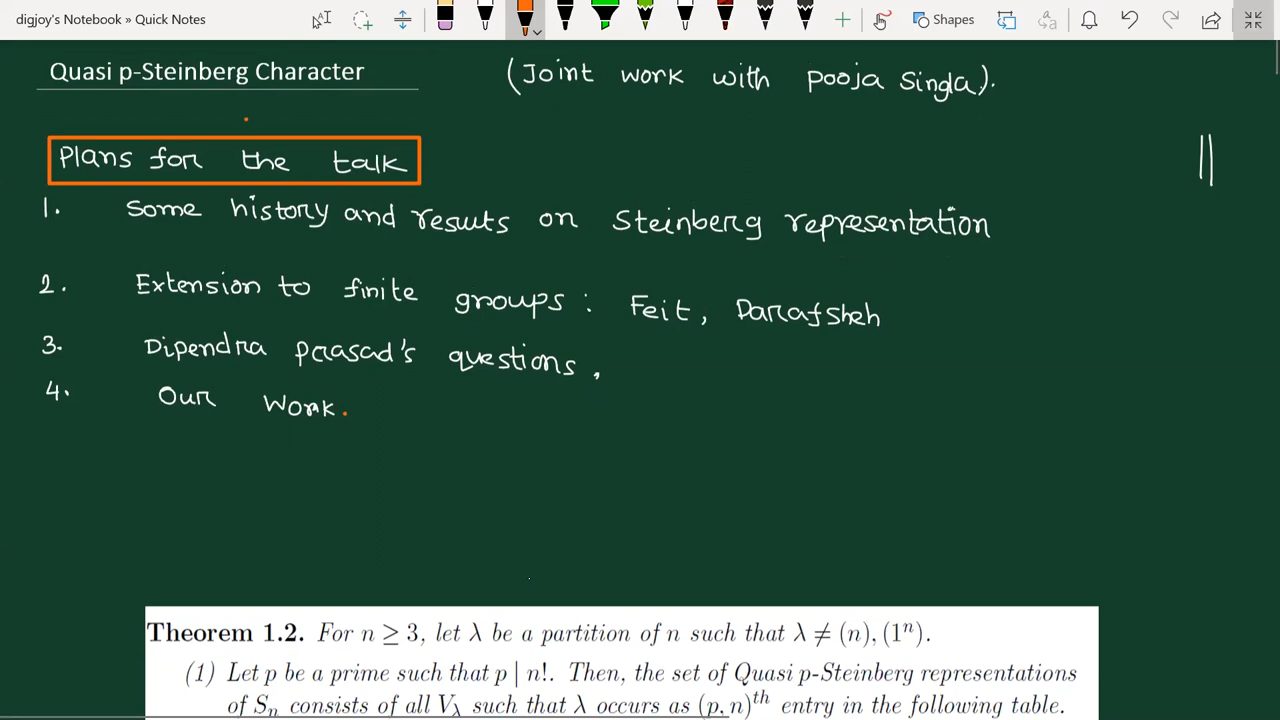 digjoy's Notebook » Quick Notes
Shapes
Quasi p-Steinberg Character
(Joint work with Pooja Singla).
Plans for the talk
1. Some history and results on Steinberg representation
2. Extension to finite groups : Feit, Darafsheh
3. Dipendra Prasad's questions.
4. Our Work.
Theorem 1.2. For n ≥ 3, let λ be a partition of n such that λ ≠ (n), (1ⁿ).
(1) Let p be a prime such that p | n!. Then, the set of Quasi p-Steinberg representations
of Sₙ consists of all V_λ such that λ occurs as (p, n)ᵗʰ entry in the following table.